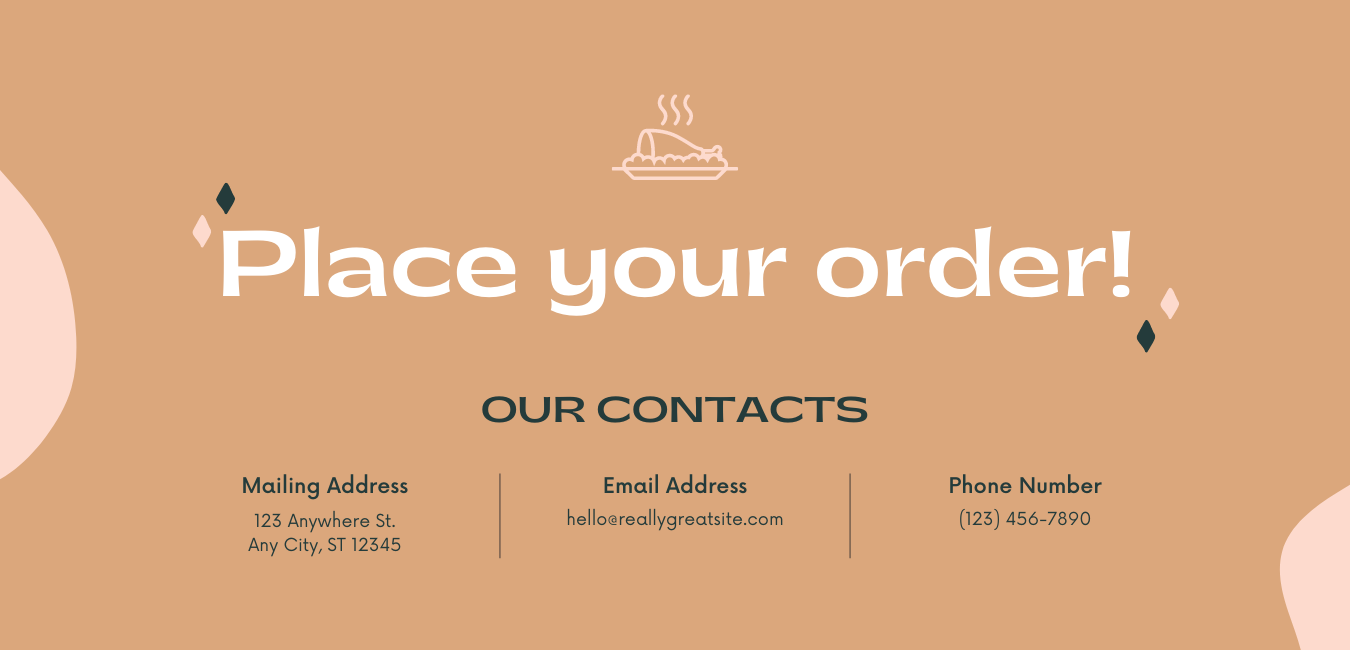 Place your order!
OUR CONTACTS
Mailing Address
123 Anywhere St.
Any City, ST 12345
Email Address
hello@reallygreatsite.com
Phone Number
(123) 456-7890